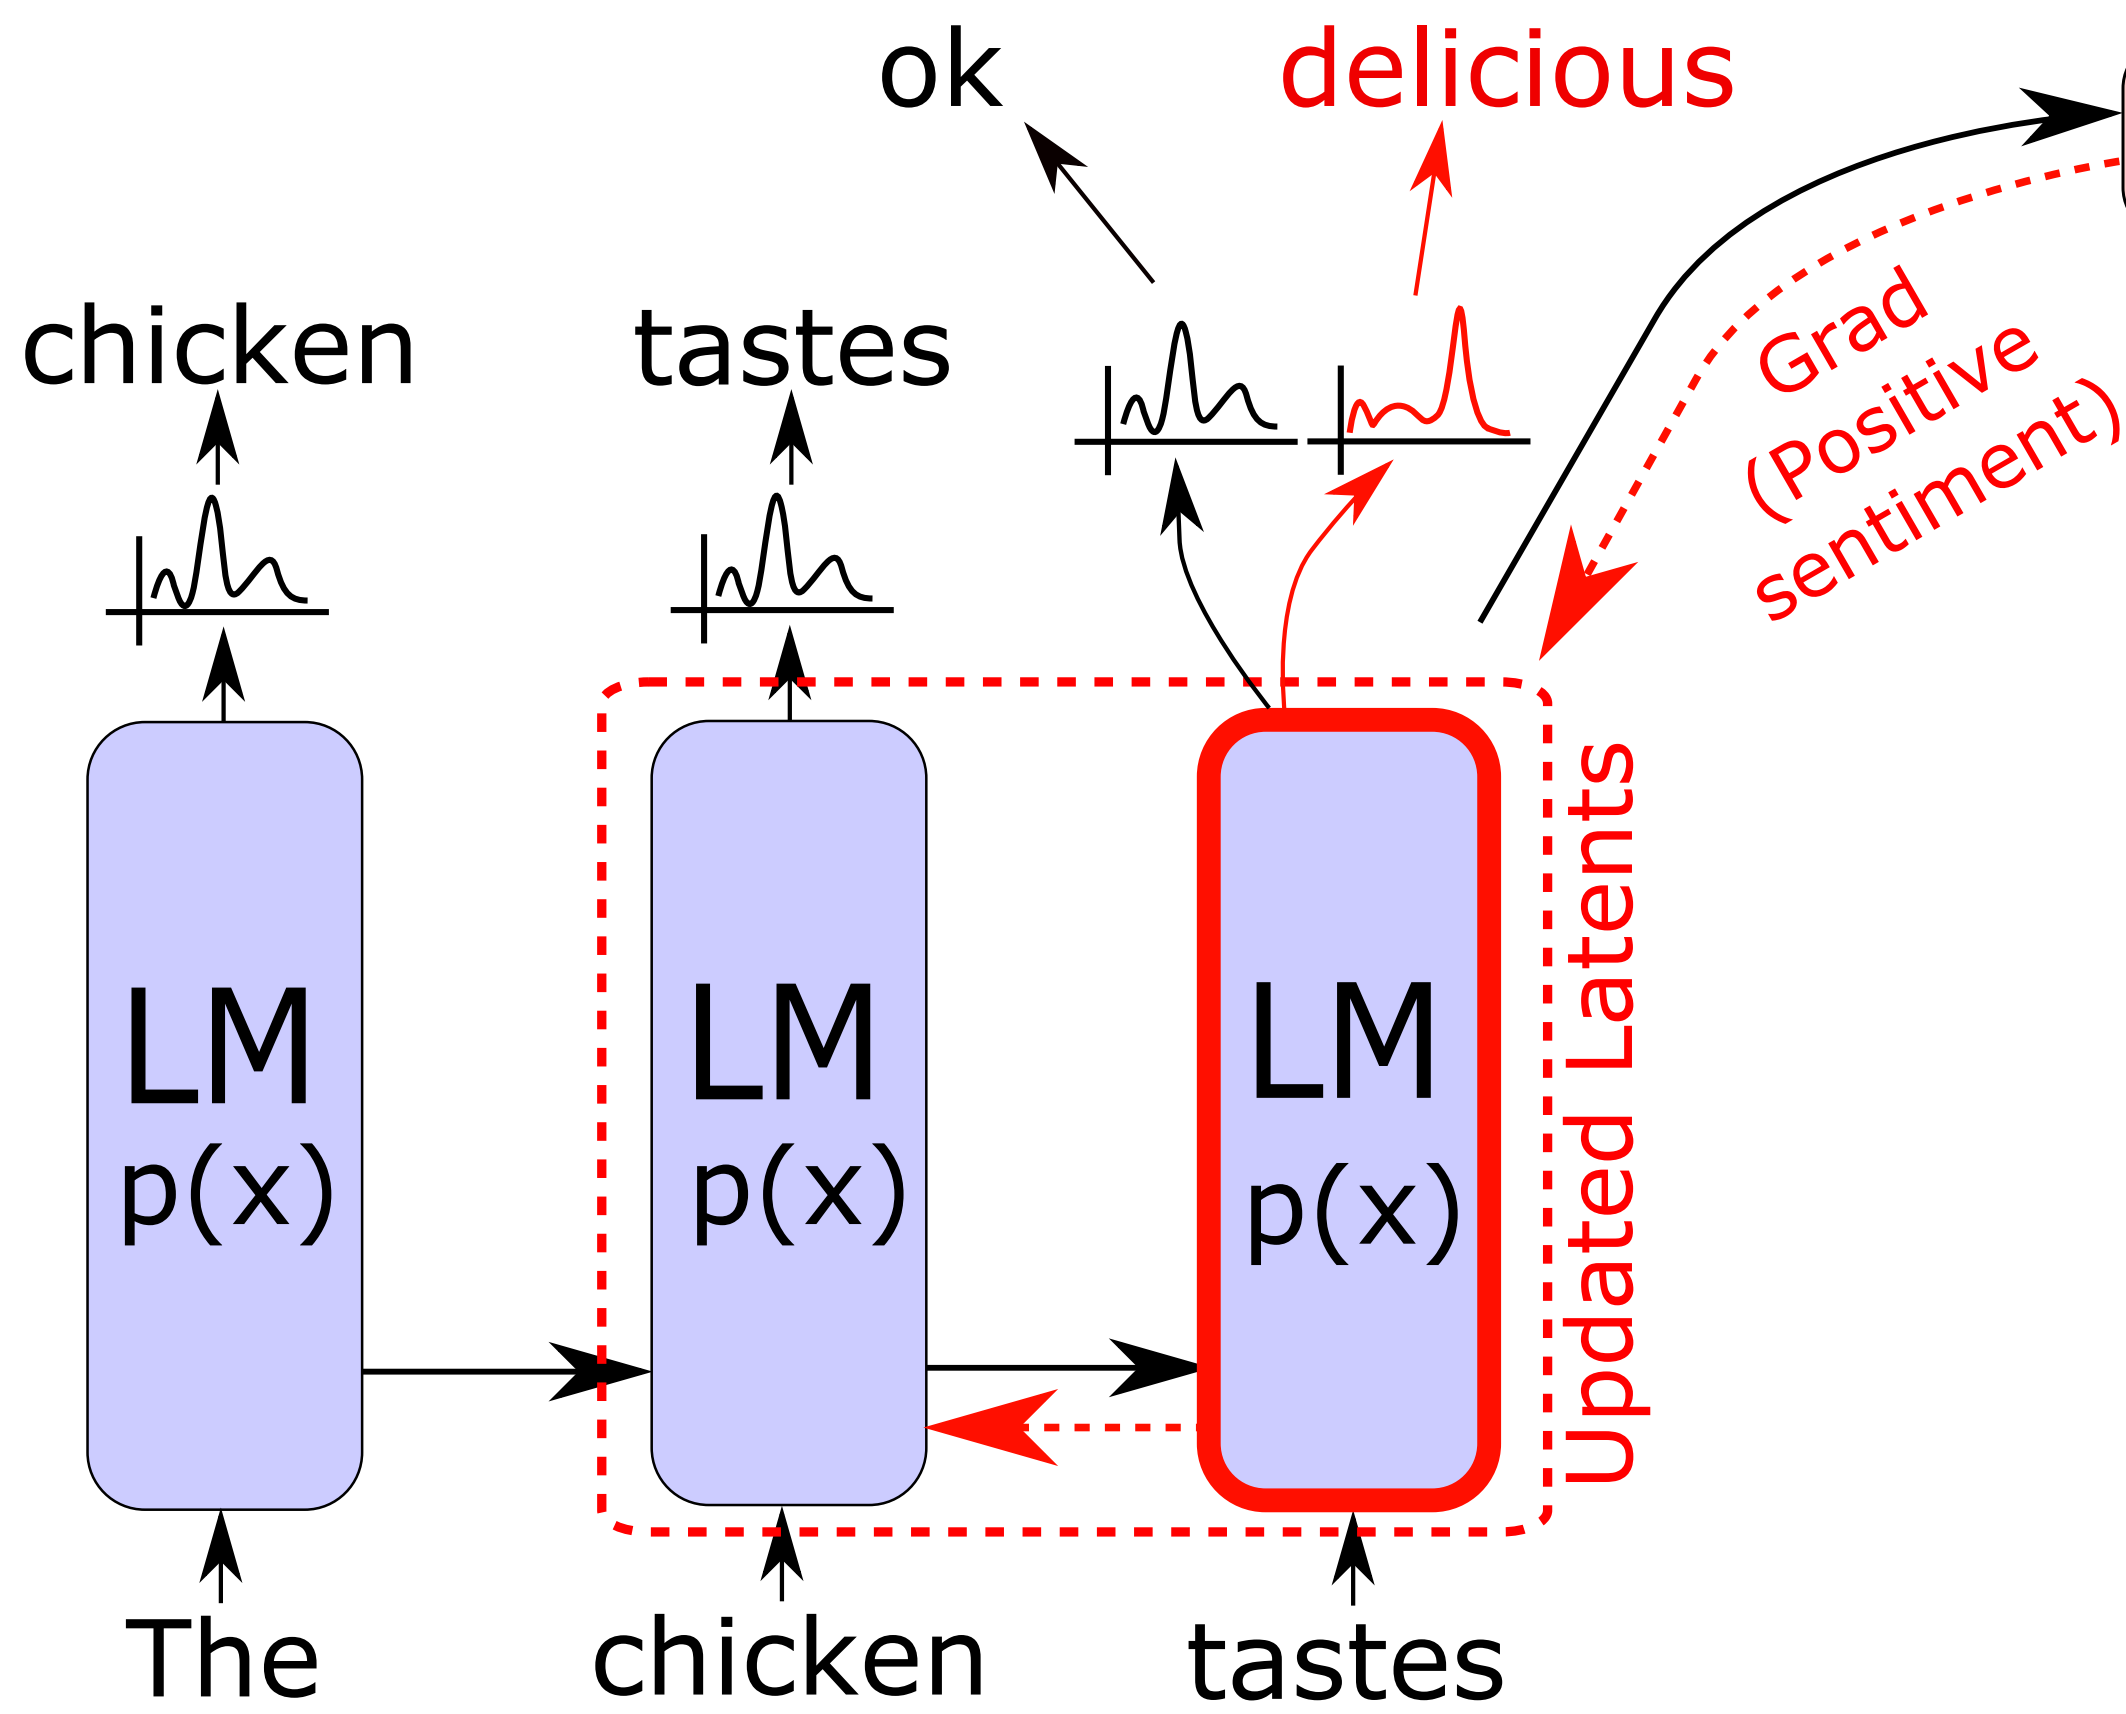 ok
delicious
chicken
tastes
Grad
(Positive
sentiment)
LM
p(x)
LM
p(x)
LM
p(x)
Updated Latents
The
chicken
tastes